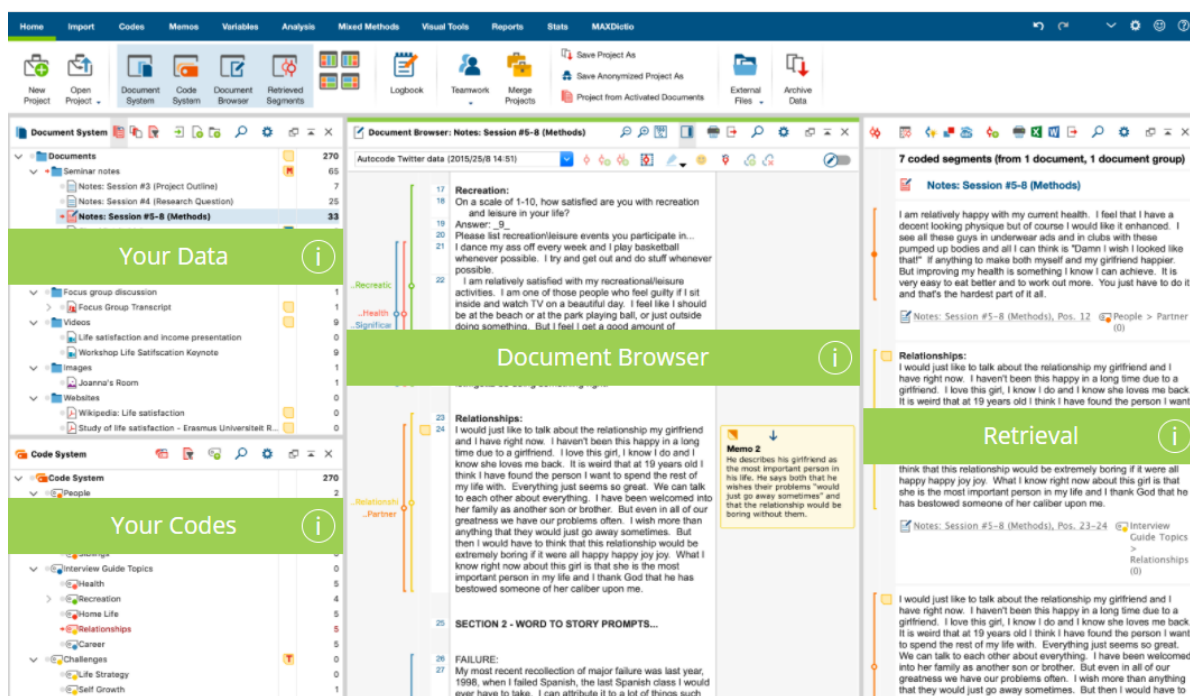 Home Import Codes Memos Variables Analysis Mixed Methods Visual Tools Reports Stats MAXDictio
New Project
Open Project
Document System
Code System
Document Browser
Retrieved Segments
Logbook
Teamwork
Merge Projects
Save Project As
Save Anonymized Project As
Project from Activated Documents
External Files
Archive Data
Document System
Documents 270
Seminar notes 65
Notes: Session #3 (Project Outline) 7
Notes: Session #4 (Research Question) 25
Notes: Session #5-8 (Methods) 33
Your Data i
Focus group discussion 1
Focus Group Transcript 1
Videos 9
Life satisfaction and income presentation 0
Workshop Life Satifscation Keynote 9
Images 1
Joanna's Room 1
Websites 0
Wikipedia: Life satisfaction 0
Study of life satisfaction - Erasmus Universiteit R... 0
Code System
Code System 270
People 2
Your Codes i
Interview Guide Topics 0
Health 5
Recreation 4
Home Life 5
Relationships 5
Career 5
Challenges 0
Life Strategy 0
Self Growth 1
Document Browser: Notes: Session #5-8 (Methods)
Autocode Twitter data (2015/25/8 14:51)
17 Recreation:
18 On a scale of 1-10, how satisfied are you with recreation
and leisure in your life?
19 Answer: _9_
20 Please list recreation\leisure events you participate in...
21 I dance my ass off every week and I play basketball
whenever possible. I try and get out and do stuff whenever
possible.
22 I am relatively satisfied with my recreational\leisure
activities. I am one of those people who feel guilty if I sit
inside and watch TV on a beautiful day. I feel like I should
be at the beach or at the park playing ball, or just outside
doing something. But I feel I get a good amount of
..Recreatic
..Health
..Significar
Document Browser i
23 Relationships:
24 I would just like to talk about the relationship my girlfriend
and I have right now. I haven't been this happy in a long
time due to a girlfriend. I love this girl, I know I do and I
know she loves me back. It is weird that at 19 years old I
think I have found the person I want to spend the rest of
my life with. Everything just seems so great. We can talk
to each other about everything. I have been welcomed into
her family as another son or brother. But even in all of our
greatness we have our problems often. I wish more than
anything that they would just go away sometimes. But
then I would have to think that this relationship would be
extremely boring if it were all happy happy joy joy. What I
know right now about this girl is that she is the most
important person in my life and I thank God that he has
bestowed someone of her caliber upon me.
..Relationshi
..Partner
25 SECTION 2 - WORD TO STORY PROMPTS...
26 FAILURE:
27 My most recent recollection of major failure was last year,
1998, when I failed Spanish, the last Spanish class I would
ever have to take. I can attribute it to a lot of things such
Memo 2
He describes his girlfriend as
the most important person in
his life. He says both that he
wishes their problems "would
just go away sometimes" and
that the relationship would be
boring without them.
7 coded segments (from 1 document, 1 document group)
Notes: Session #5-8 (Methods)
I am relatively happy with my current health. I feel that I have a
decent looking physique but of course I would like it enhanced. I
see all these guys in underwear ads and in clubs with these
pumped up bodies and all I can think is "Damn I wish I looked like
that!" If anything to make both myself and my girlfriend happier.
But improving my health is something I know I can achieve. It is
very easy to eat better and to work out more. You just have to do it
and that's the hardest part of it all.
Notes: Session #5-8 (Methods), Pos. 12 People > Partner
(0)
Relationships:
I would just like to talk about the relationship my girlfriend and I
have right now. I haven't been this happy in a long time due to a
girlfriend. I love this girl, I know I do and I know she loves me back.
It is weird that at 19 years old I think I have found the person I want
Retrieval i
think that this relationship would be extremely boring if it were all
happy happy joy joy. What I know right now about this girl is that
she is the most important person in my life and I thank God that he
has bestowed someone of her caliber upon me.
Notes: Session #5-8 (Methods), Pos. 23-24 Interview
Guide Topics
>
Relationships
(0)
I would just like to talk about the relationship my girlfriend and I
have right now. I haven't been this happy in a long time due to a
girlfriend. I love this girl, I know I do and I know she loves me back.
It is weird that at 19 years old I think I have found the person I want
to spend the rest of my life with. Everything just seems so great.
We can talk to each other about everything. I have been welcomed
into her family as another son or brother. But even in all of our
greatness we have our problems often. I wish more than anything
that they would just go away sometimes. But then I would have to